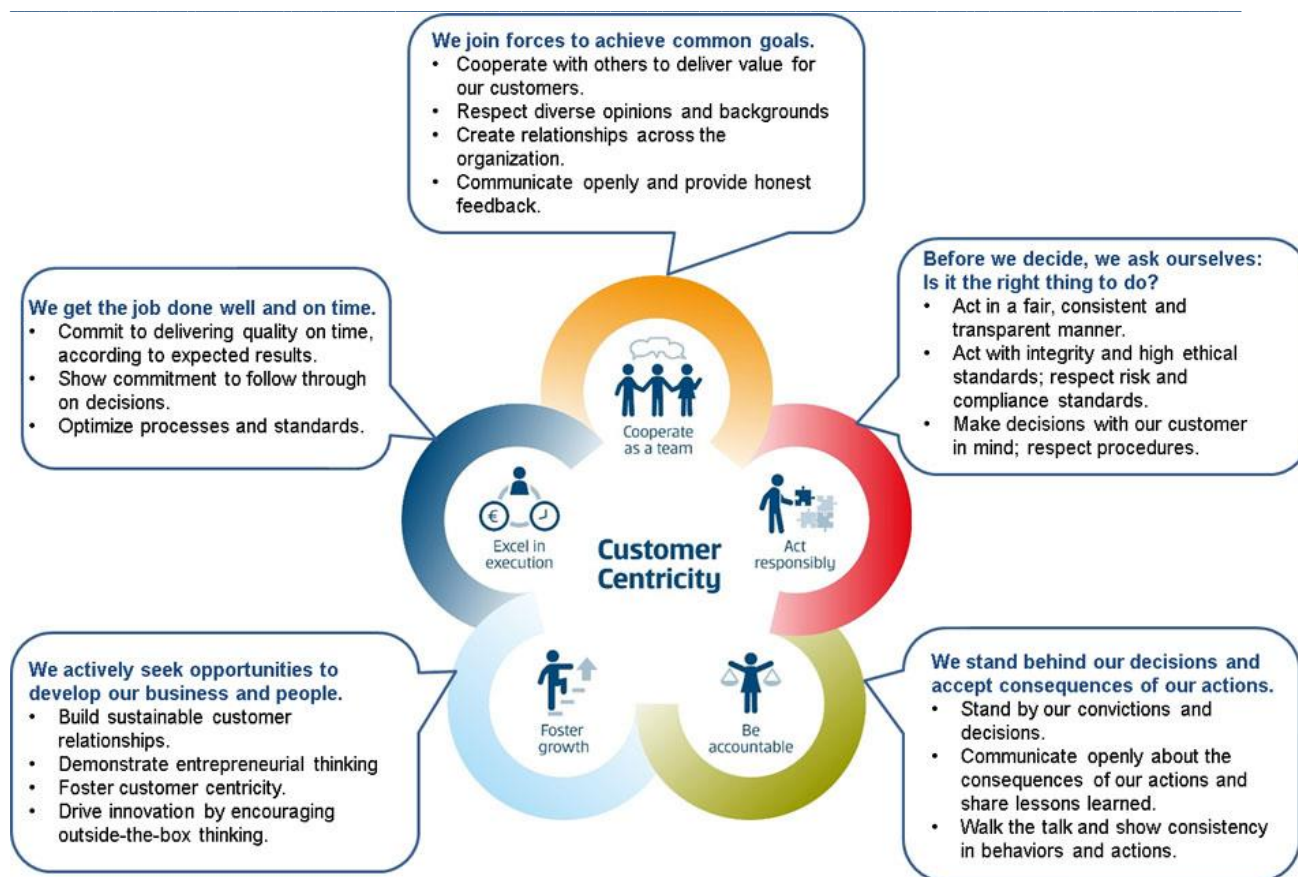 We join forces to achieve common goals.
• Cooperate with others to deliver value for
our customers.
• Respect diverse opinions and backgrounds
• Create relationships across the
organization.
• Communicate openly and provide honest
feedback.
Before we decide, we ask ourselves:
Is it the right thing to do?
• Act in a fair, consistent and
transparent manner.
• Act with integrity and high ethical
standards; respect risk and
compliance standards.
• Make decisions with our customer
in mind; respect procedures.
We get the job done well and on time.
• Commit to delivering quality on time,
according to expected results.
• Show commitment to follow through
on decisions.
• Optimize processes and standards.
Cooperate
as a team
€
Excel in
execution
Customer
Centricity
Act
responsibly
Foster
growth
Be
accountable
We actively seek opportunities to
develop our business and people.
• Build sustainable customer
relationships.
• Demonstrate entrepreneurial thinking
• Foster customer centricity.
• Drive innovation by encouraging
outside-the-box thinking.
We stand behind our decisions and
accept consequences of our actions.
• Stand by our convictions and
decisions.
• Communicate openly about the
consequences of our actions and
share lessons learned.
• Walk the talk and show consistency
in behaviors and actions.